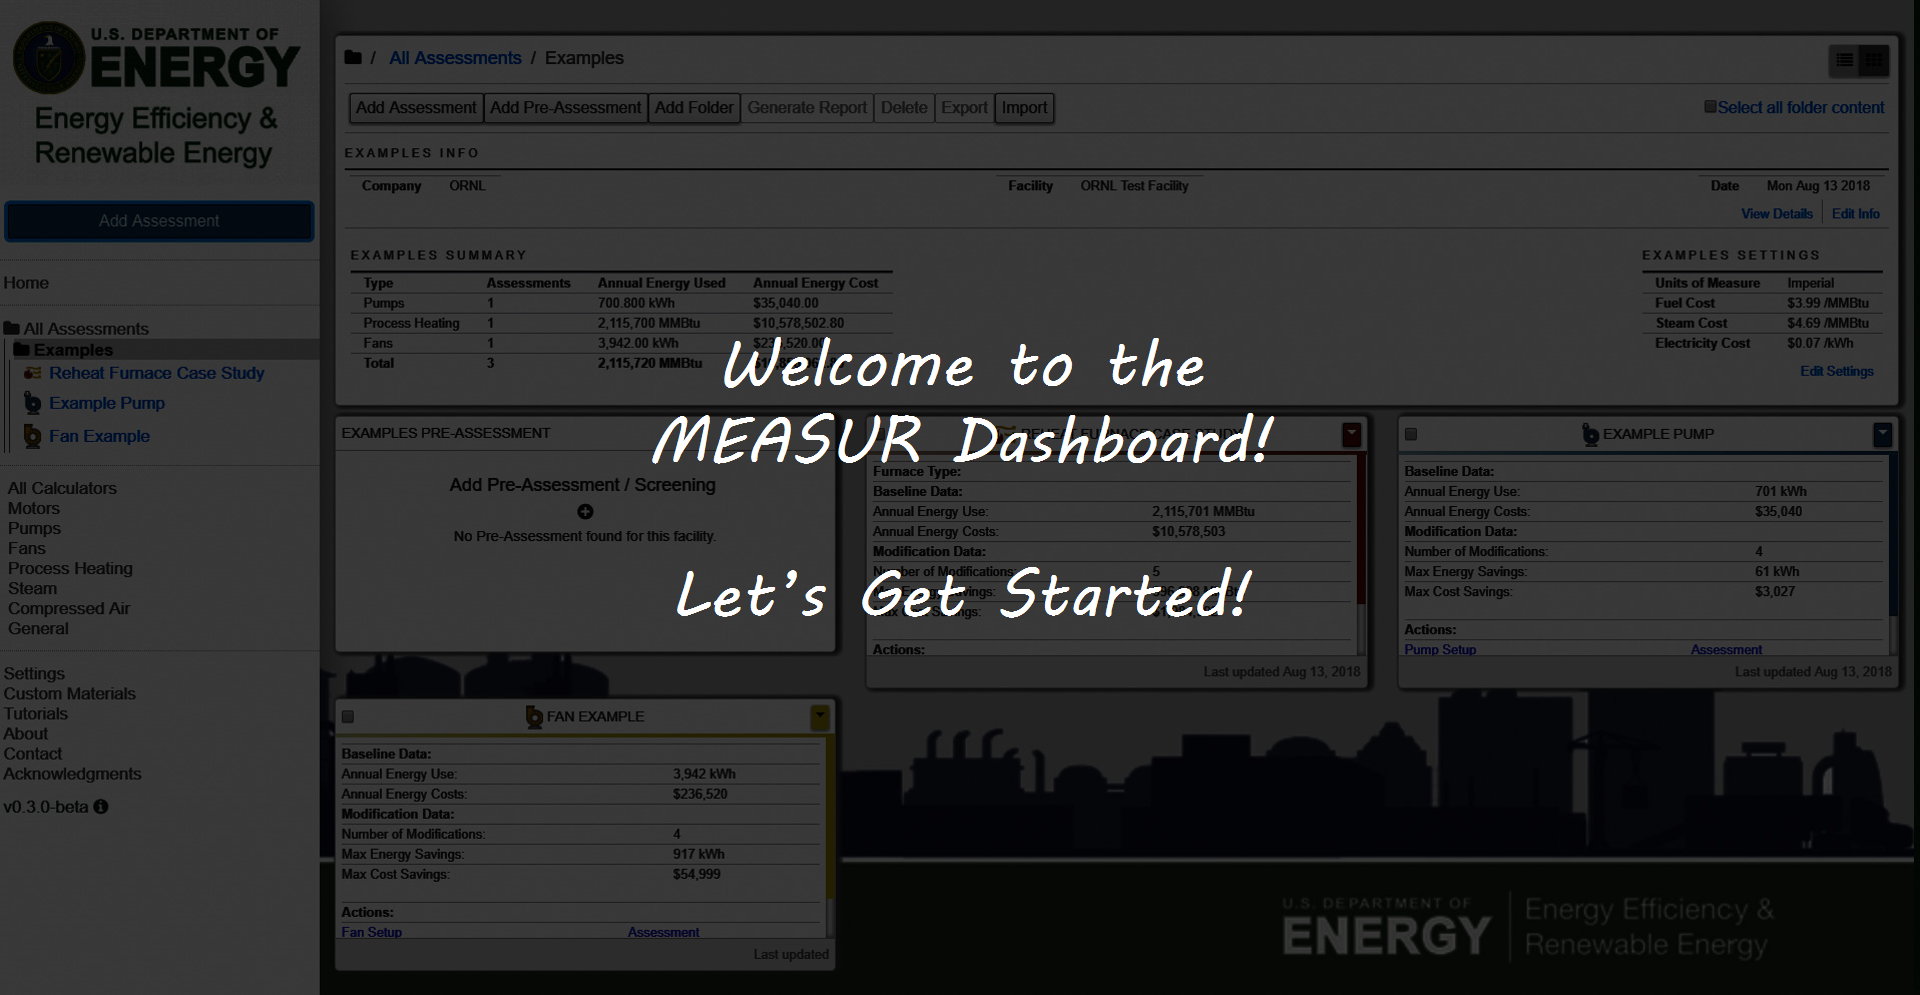 U.S. DEPARTMENT OF
ENERGY
Energy Efficiency &
Renewable Energy
Add Assessment
Home
All Assessments
Examples
Reheat Furnace Case Study
Example Pump
Fan Example
All Calculators
Motors
Pumps
Fans
Process Heating
Steam
Compressed Air
General
Settings
Custom Materials
Tutorials
About
Contact
Acknowledgments
v0.3.0-beta
/ All Assessments / Examples
Add Assessment Add Pre-Assessment Add Folder Generate Report Delete Export Import Select all folder content
EXAMPLES INFO
Company ORNL Facility ORNL Test Facility Date Mon Aug 13 2018
View Details Edit Info
EXAMPLES SUMMARY
Type Assessments Annual Energy Used Annual Energy Cost
Pumps 1 700.800 kWh $35,040.00
Process Heating 1 2,115,700 MMBtu $10,578,502.80
Fans 1 3,942.00 kWh
Total 3 2,115,720 MMBtu
EXAMPLES SETTINGS
Units of Measure Imperial
Fuel Cost $3.99 /MMBtu
Steam Cost $4.69 /MMBtu
Electricity Cost $0.07 /kWh
Edit Settings
Welcome to the
MEASUR Dashboard!
Let's Get Started!
EXAMPLES PRE-ASSESSMENT
Add Pre-Assessment / Screening
No Pre-Assessment found for this facility.
REHEAT FURNACE CASE STUDY
Furnace Type:
Baseline Data:
Annual Energy Use: 2,115,701 MMBtu
Annual Energy Costs: $10,578,503
Modification Data:
Number of Modifications: 5
Max Energy Savings:
Max Cost Savings:
Actions:
Last updated Aug 13, 2018
EXAMPLE PUMP
Baseline Data:
Annual Energy Use: 701 kWh
Annual Energy Costs: $35,040
Modification Data:
Number of Modifications: 4
Max Energy Savings: 61 kWh
Max Cost Savings: $3,027
Actions:
Pump Setup Assessment
Last updated Aug 13, 2018
FAN EXAMPLE
Baseline Data:
Annual Energy Use: 3,942 kWh
Annual Energy Costs: $236,520
Modification Data:
Number of Modifications: 4
Max Energy Savings: 917 kWh
Max Cost Savings: $54,999
Actions:
Fan Setup Assessment
Last updated
U.S. DEPARTMENT OF
ENERGY
Energy Efficiency &
Renewable Energy